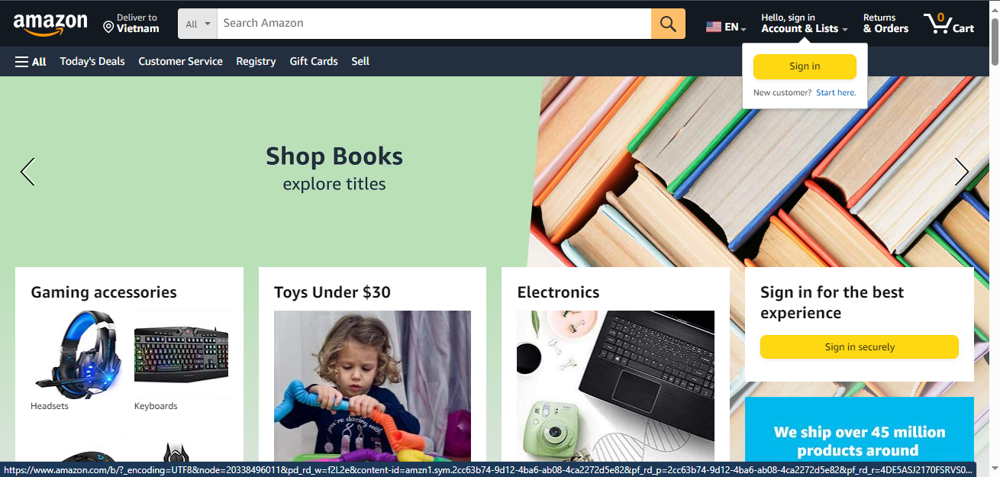 amazon
Deliver to
Vietnam
All
Search Amazon
EN
Hello, sign in
Account & Lists
Returns
& Orders
0
Cart
All
Today's Deals
Customer Service
Registry
Gift Cards
Sell
Sign in
New customer? Start here.
Shop Books
explore titles
Gaming accessories
Headsets
Keyboards
Toys Under $30
you're dancing with
Electronics
Sign in for the best
experience
Sign in securely
We ship over 45 million
products around
https://www.amazon.com/b/?_encoding=UTF8&node=20338496011&pd_rd_w=f2L2e&content-id=amzn1.sym.2cc63b74-9d12-4ba6-ab08-4ca2272d5e82&pf_rd_p=2cc63b74-9d12-4ba6-ab08-4ca2272d5e82&pf_rd_r=4DE5ASJ2170FSRVS0...